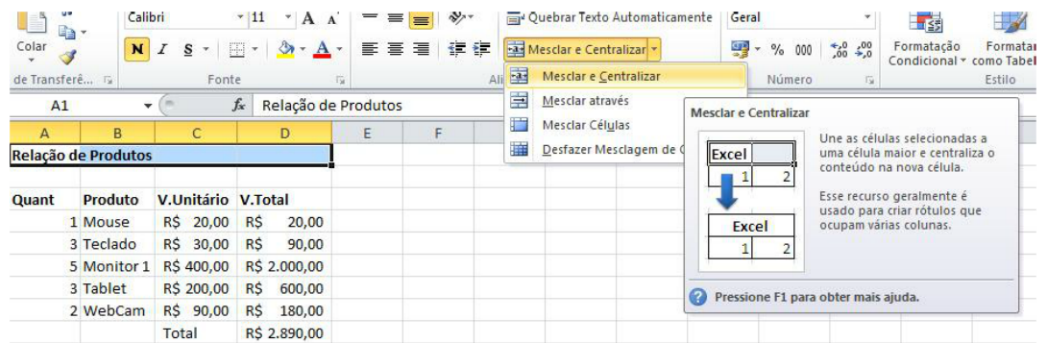 Calibri 11 A A Quebrar Texto Automaticamente Geral
Colar N I S A Mesclar e Centralizar % 000 ,00 ,00 Formatação Condicional Formatar como Tabel
de Transferê... Fonte Ali Número Estilo
Mesclar e Centralizar
Mesclar através
Mesclar Células
Desfazer Mesclagem de C
A1 fx Relação de Produtos
A B C D E F
Relação de Produtos
Quant Produto V.Unitário V.Total
1 Mouse R$ 20,00 R$ 20,00
3 Teclado R$ 30,00 R$ 90,00
5 Monitor 1 R$ 400,00 R$ 2.000,00
3 Tablet R$ 200,00 R$ 600,00
2 WebCam R$ 90,00 R$ 180,00
Total R$ 2.890,00
Mesclar e Centralizar
Excel
1 2
Excel
1 2
Une as células selecionadas a
uma célula maior e centraliza o
conteúdo na nova célula.
Esse recurso geralmente é
usado para criar rótulos que
ocupam várias colunas.
Pressione F1 para obter mais ajuda.